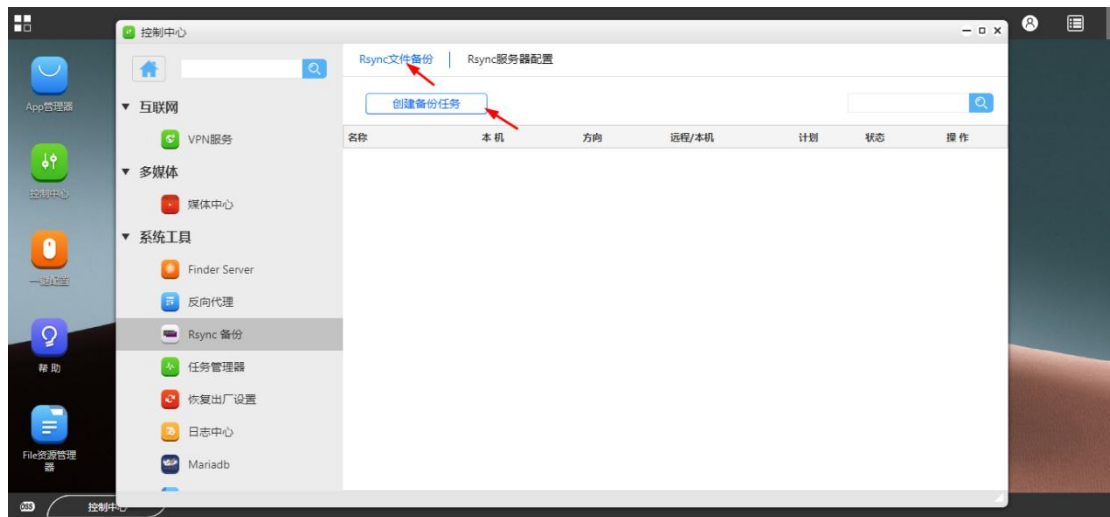 控制中心
App管理器
控制中心
一键配置
帮 助
File资源管理
器
互联网
VPN服务
多媒体
媒体中心
系统工具
Finder Server
反向代理
Rsync 备份
任务管理器
恢复出厂设置
日志中心
Mariadb
Rsync文件备份 Rsync服务器配置
创建备份任务
名称 本 机 方向 远程/本机 计划 状态 操 作
控制中心